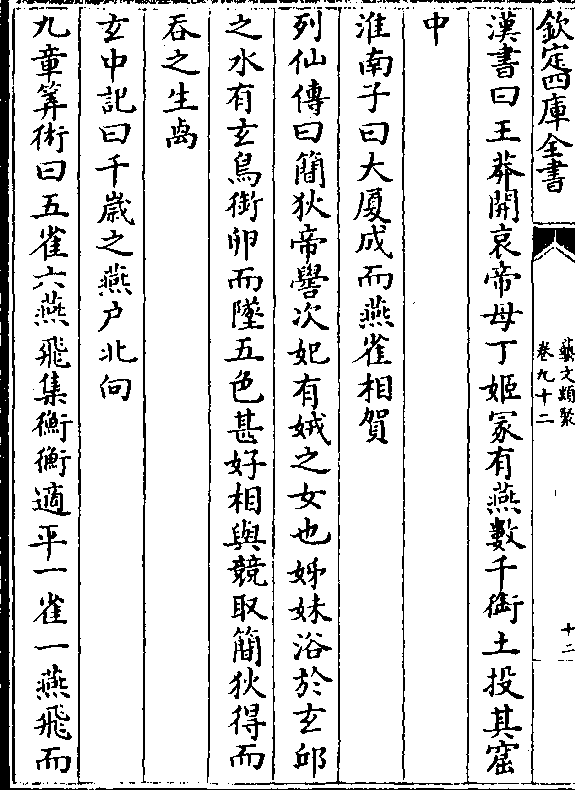 欽定四庫全書
藝文類聚
卷九十二
十二
漢書曰王莽開哀帝母丁姬冢有燕數千銜土投其窟
中
淮南子曰大厦成而燕雀相賀
列仙傳曰簡狄帝嚳次妃有娀之女也姊妹浴於玄邱
之水有玄鳥銜卵而墜五色甚好相與競取簡狄得而
吞之生卨
玄中記曰千歲之燕户北向
九章筭術曰五雀六燕飛集衡衡適平一雀一燕飛而